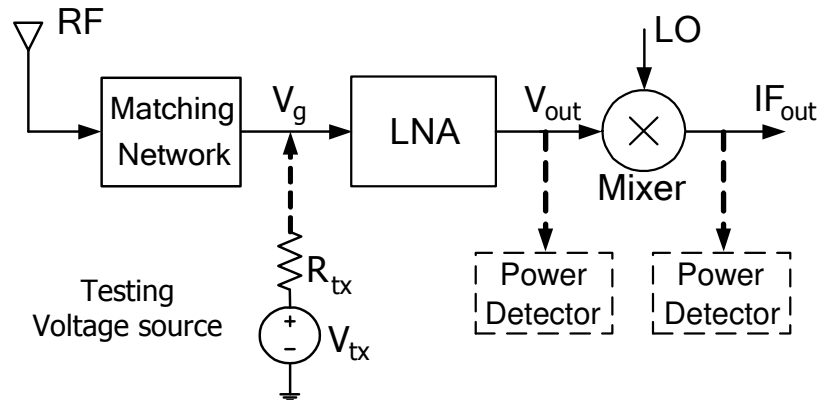 RF
LO
Matching
Network
Vg
LNA
Vout
IFout
Mixer
Rtx
Testing
Voltage source
+
-
Vtx
Power
Detector
Power
Detector